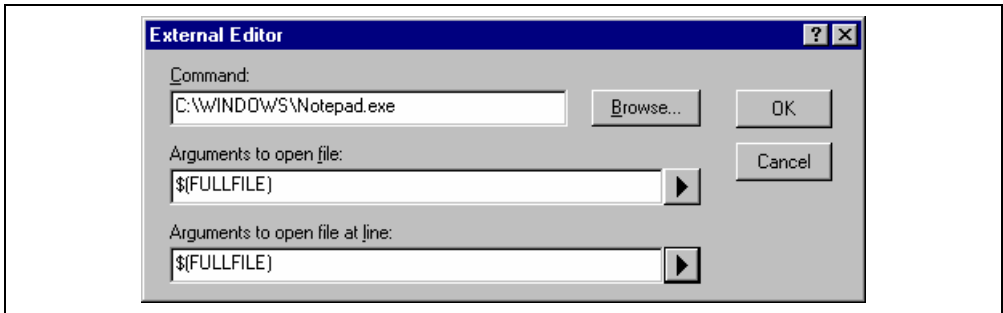 External Editor
Command:
C:\WINDOWS\Notepad.exe
Browse...
OK
Arguments to open file:
Cancel
$(FULLFILE)
Arguments to open file at line:
$(FULLFILE)